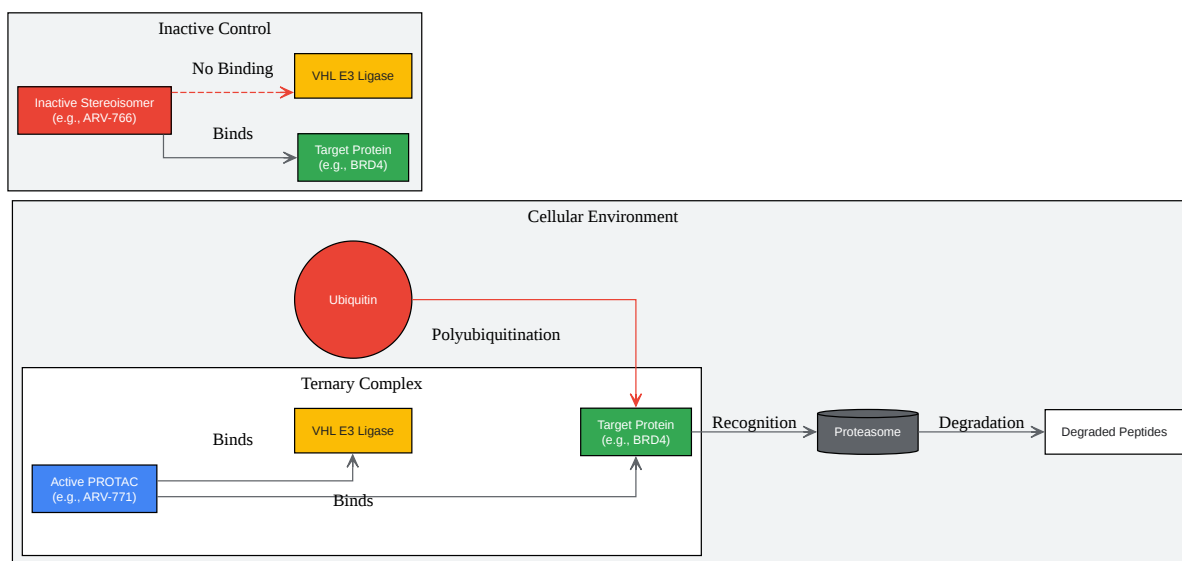 Inactive Control
No Binding
VHL E3 Ligase
Inactive Stereoisomer
(e.g., ARV-766)
Binds
Target Protein
(e.g., BRD4)
Cellular Environment
Ubiquitin
Polyubiquitination
Ternary Complex
VHL E3 Ligase
Binds
Target Protein
(e.g., BRD4)
Recognition
Proteasome
Degradation
Degraded Peptides
Active PROTAC
(e.g., ARV-771)
Binds